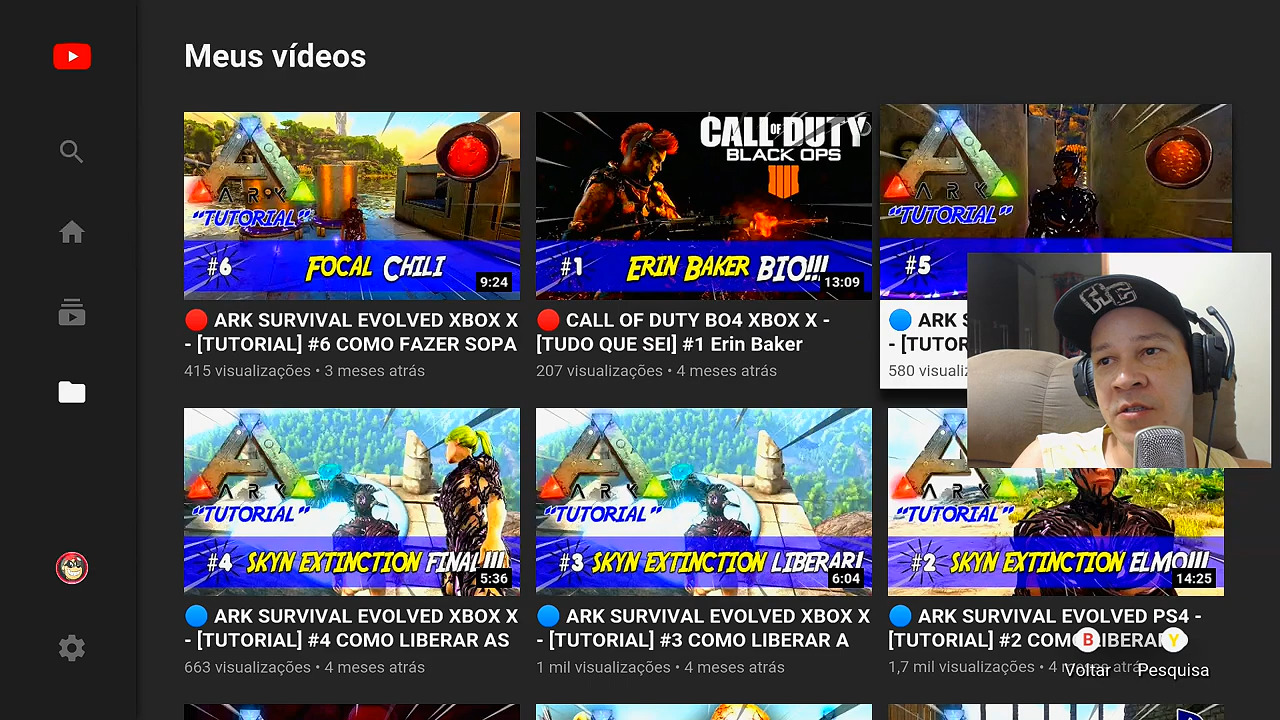 Meus vídeos
ARK
"TUTORIAL"
#6 FOCAL CHILI
9:24
🔴 ARK SURVIVAL EVOLVED XBOX X
- [TUTORIAL] #6 COMO FAZER SOPA
415 visualizações • 3 meses atrás
CALL OF DUTY
BLACK OPS
IIII
#1 ERIN BAKER BIO!!!
13:09
🔴 CALL OF DUTY BO4 XBOX X -
[TUDO QUE SEI] #1 Erin Baker
207 visualizações • 4 meses atrás
ARK
"TUTORIAL"
#5
🔵 ARK
- [TUTOR
580
ARK
"TUTORIAL"
#4 SKYN EXTINCTION FINAL!!!
5:36
🔵 ARK SURVIVAL EVOLVED XBOX X
- [TUTORIAL] #4 COMO LIBERAR AS
663 visualizações • 4 meses atrás
ARK
"TUTORIAL"
#3 SKYN EXTINCTION LIBERAR!
6:04
🔵 ARK SURVIVAL EVOLVED XBOX X
- [TUTORIAL] #3 COMO LIBERAR A
1 mil visualizações • 4 meses atrás
ARK
"TUTORIAL"
#2 SKYN EXTINCTION ELMO!!!
14:25
🔵 ARK SURVIVAL EVOLVED PS4 -
[TUTORIAL] #2 COMO LIBERAR
1,7 mil visualizações • 4 meses atrás
B Y
Voltar Pesquisa